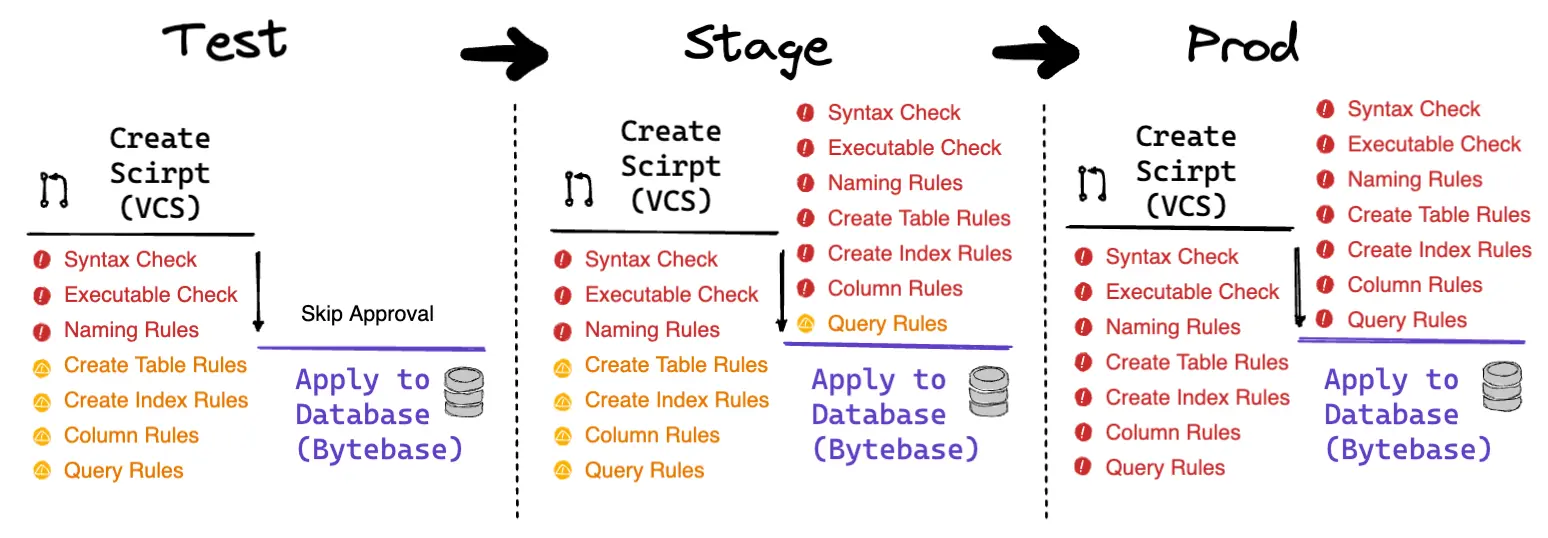 Test
Stage
Prod
Create
Scirpt
(VCS)
Syntax Check
Executable Check
Naming Rules
Create Table Rules
Create Index Rules
Column Rules
Query Rules
Skip Approval
Apply to
Database
(Bytebase)
Create
Scirpt
(VCS)
Syntax Check
Executable Check
Naming Rules
Create Table Rules
Create Index Rules
Column Rules
Query Rules
Syntax Check
Executable Check
Naming Rules
Create Table Rules
Create Index Rules
Column Rules
Query Rules
Apply to
Database
(Bytebase)
Create
Scirpt
(VCS)
Syntax Check
Executable Check
Naming Rules
Create Table Rules
Create Index Rules
Column Rules
Query Rules
Syntax Check
Executable Check
Naming Rules
Create Table Rules
Create Index Rules
Column Rules
Query Rules
Apply to
Database
(Bytebase)